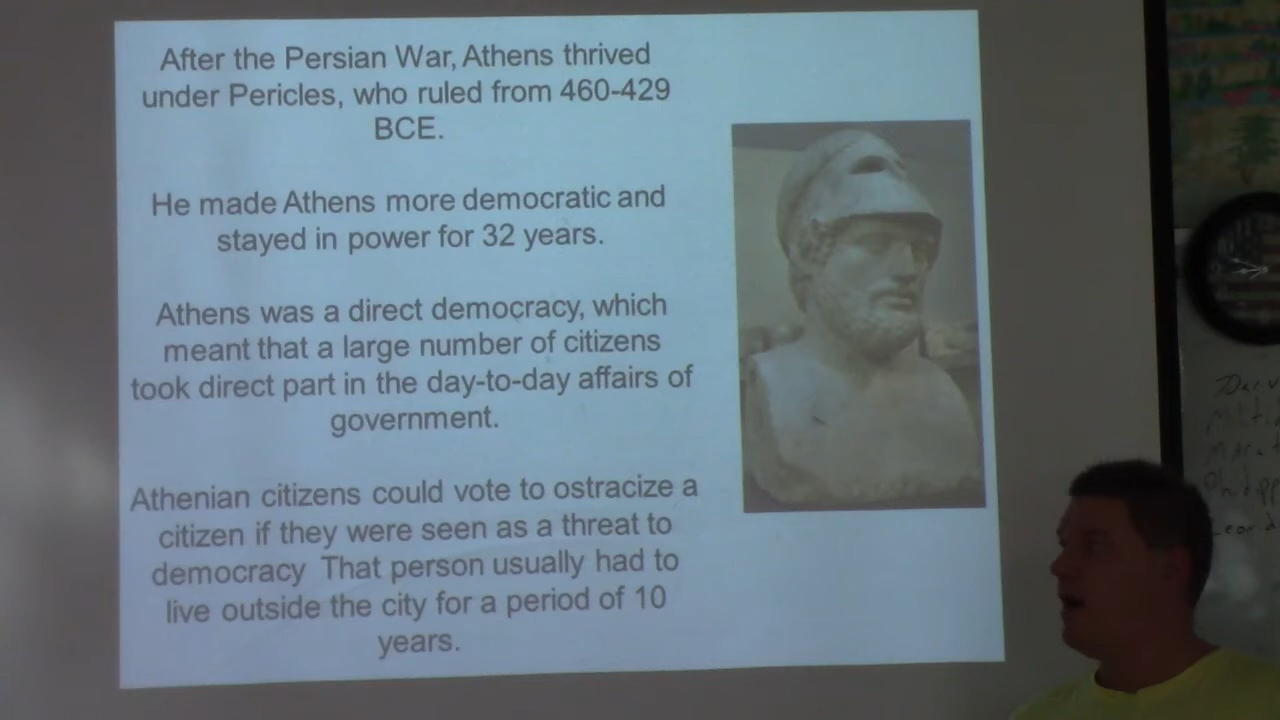 After the Persian War, Athens thrived
under Pericles, who ruled from 460-429
BCE.
He made Athens more democratic and
stayed in power for 32 years.
Athens was a direct democracy, which
meant that a large number of citizens
took direct part in the day-to-day affairs of
government.
Athenian citizens could vote to ostracize a
citizen if they were seen as a threat to
democracy That person usually had to
live outside the city for a period of 10
years.